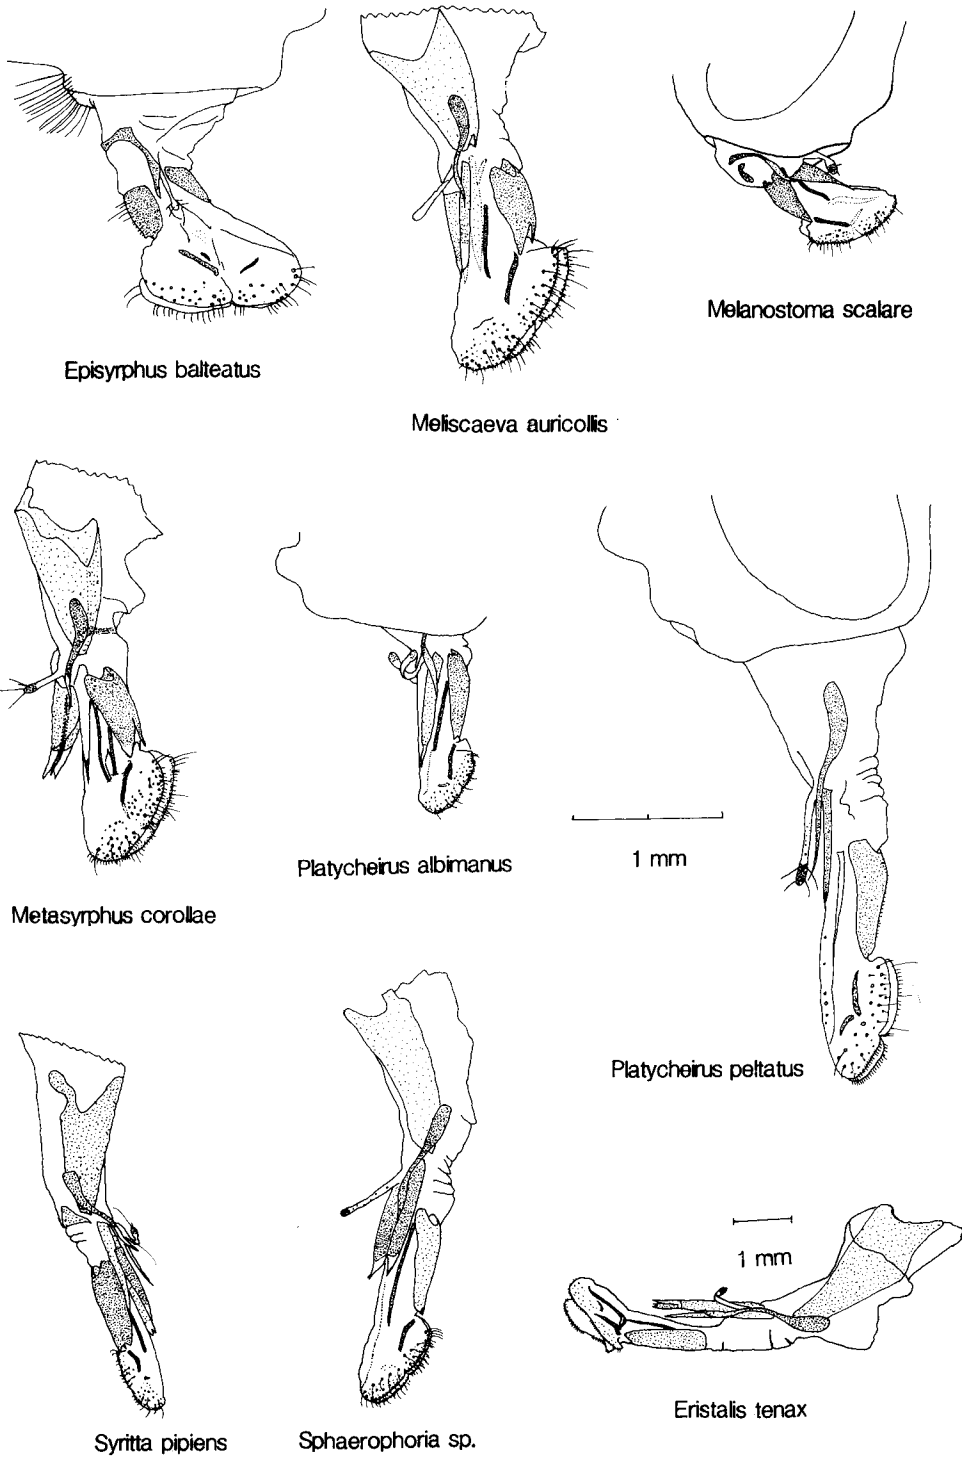 Episyrphus balteatus
Meliscaeva auricollis
Melanostoma scalare
Metasyrphus corollae
Platycheirus albimanus
1 mm
Platycheirus peltatus
Syritta pipiens
Sphaerophoria sp.
1 mm
Eristalis tenax